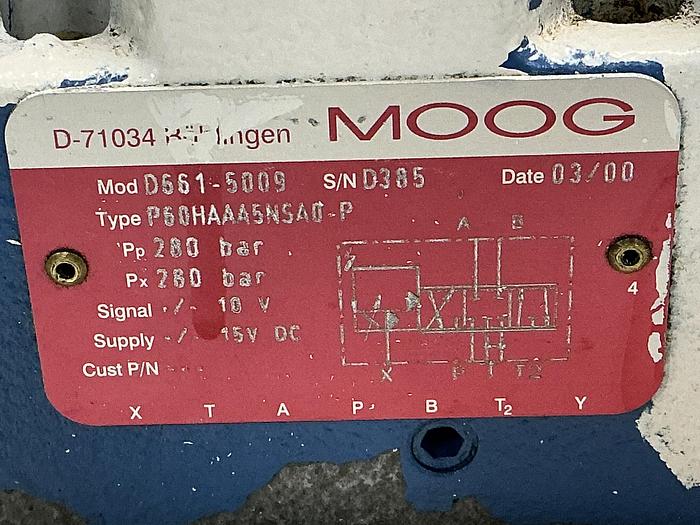 D-71034 Böblingen MOOG
Mod D661-5009 S/N D385 Date 03/00
Type P60HAAA5NSA0-P
Pp 280 bar
Px 280 bar
Signal +/- 10 V
Supply +/- 15V DC
Cust P/N ---
A B
4
X P T T2
X T A P B T2 Y